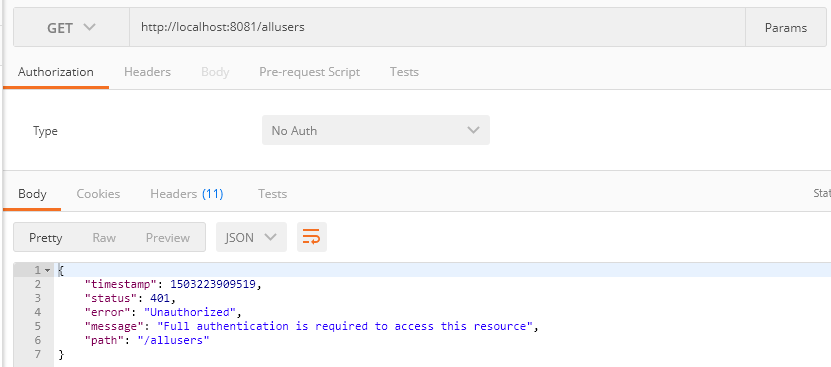 GET http://localhost:8081/allusers Params
Authorization Headers Body Pre-request Script Tests
Type No Auth
Body Cookies Headers (11) Tests Stat
Pretty Raw Preview JSON
1 {
2 "timestamp": 1503223909519,
3 "status": 401,
4 "error": "Unauthorized",
5 "message": "Full authentication is required to access this resource",
6 "path": "/allusers"
7 }